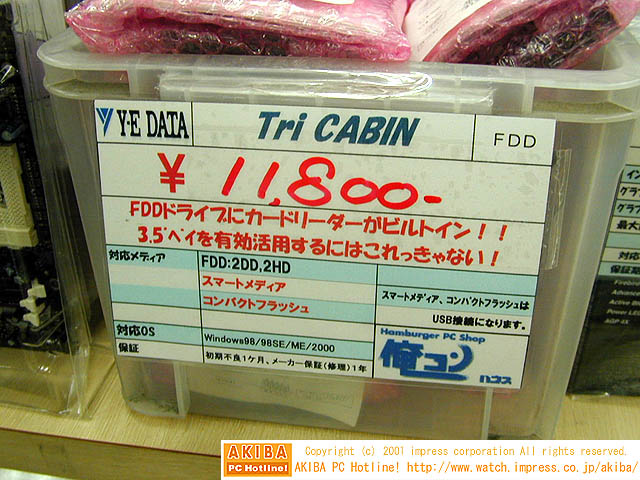 Y-E DATA
Tri CABIN
FDD
¥ 11,800-
FDDドライブにカードリーダーがビルトイン！！
3.5"ベイを有効活用するにはこれっきゃない！
対応メディア
FDD:2DD,2HD
スマートメディア
コンパクトフラッシュ
スマートメディア、コンパクトフラッシュは
USB接続になります。
対応OS
Windows98/98SE/ME/2000
保証
初期不良1ケ月、メーカー保証(修理)1年
Hamburger PC Shop
俺コン
ハウス
AKIBA
PC Hotline!
Copyright (c) 2001 impress corporation All rights reserved.
AKIBA PC Hotline! http://www.watch.impress.co.jp/akiba/